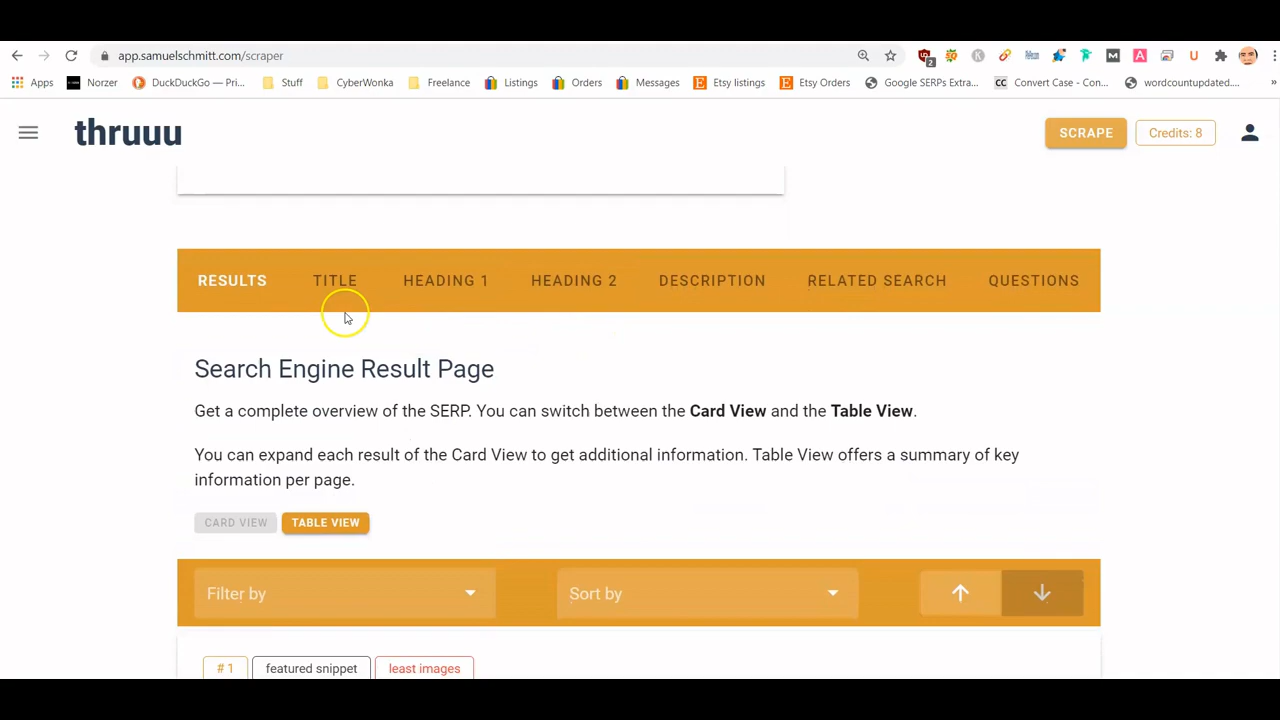 app.samuelschmitt.com/scraper
2
Apps Norzer DuckDuckGo — Pri... Stuff CyberWonka Freelance Listings Orders Messages Etsy listings Etsy Orders Google SERPs Extra... CC Convert Case - Con... wordcountupdated.... »
thruuu
SCRAPE
Credits: 8
RESULTS TITLE HEADING 1 HEADING 2 DESCRIPTION RELATED SEARCH QUESTIONS
Search Engine Result Page
Get a complete overview of the SERP. You can switch between the Card View and the Table View.
You can expand each result of the Card View to get additional information. Table View offers a summary of key
information per page.
CARD VIEW TABLE VIEW
Filter by Sort by
# 1 featured snippet least images